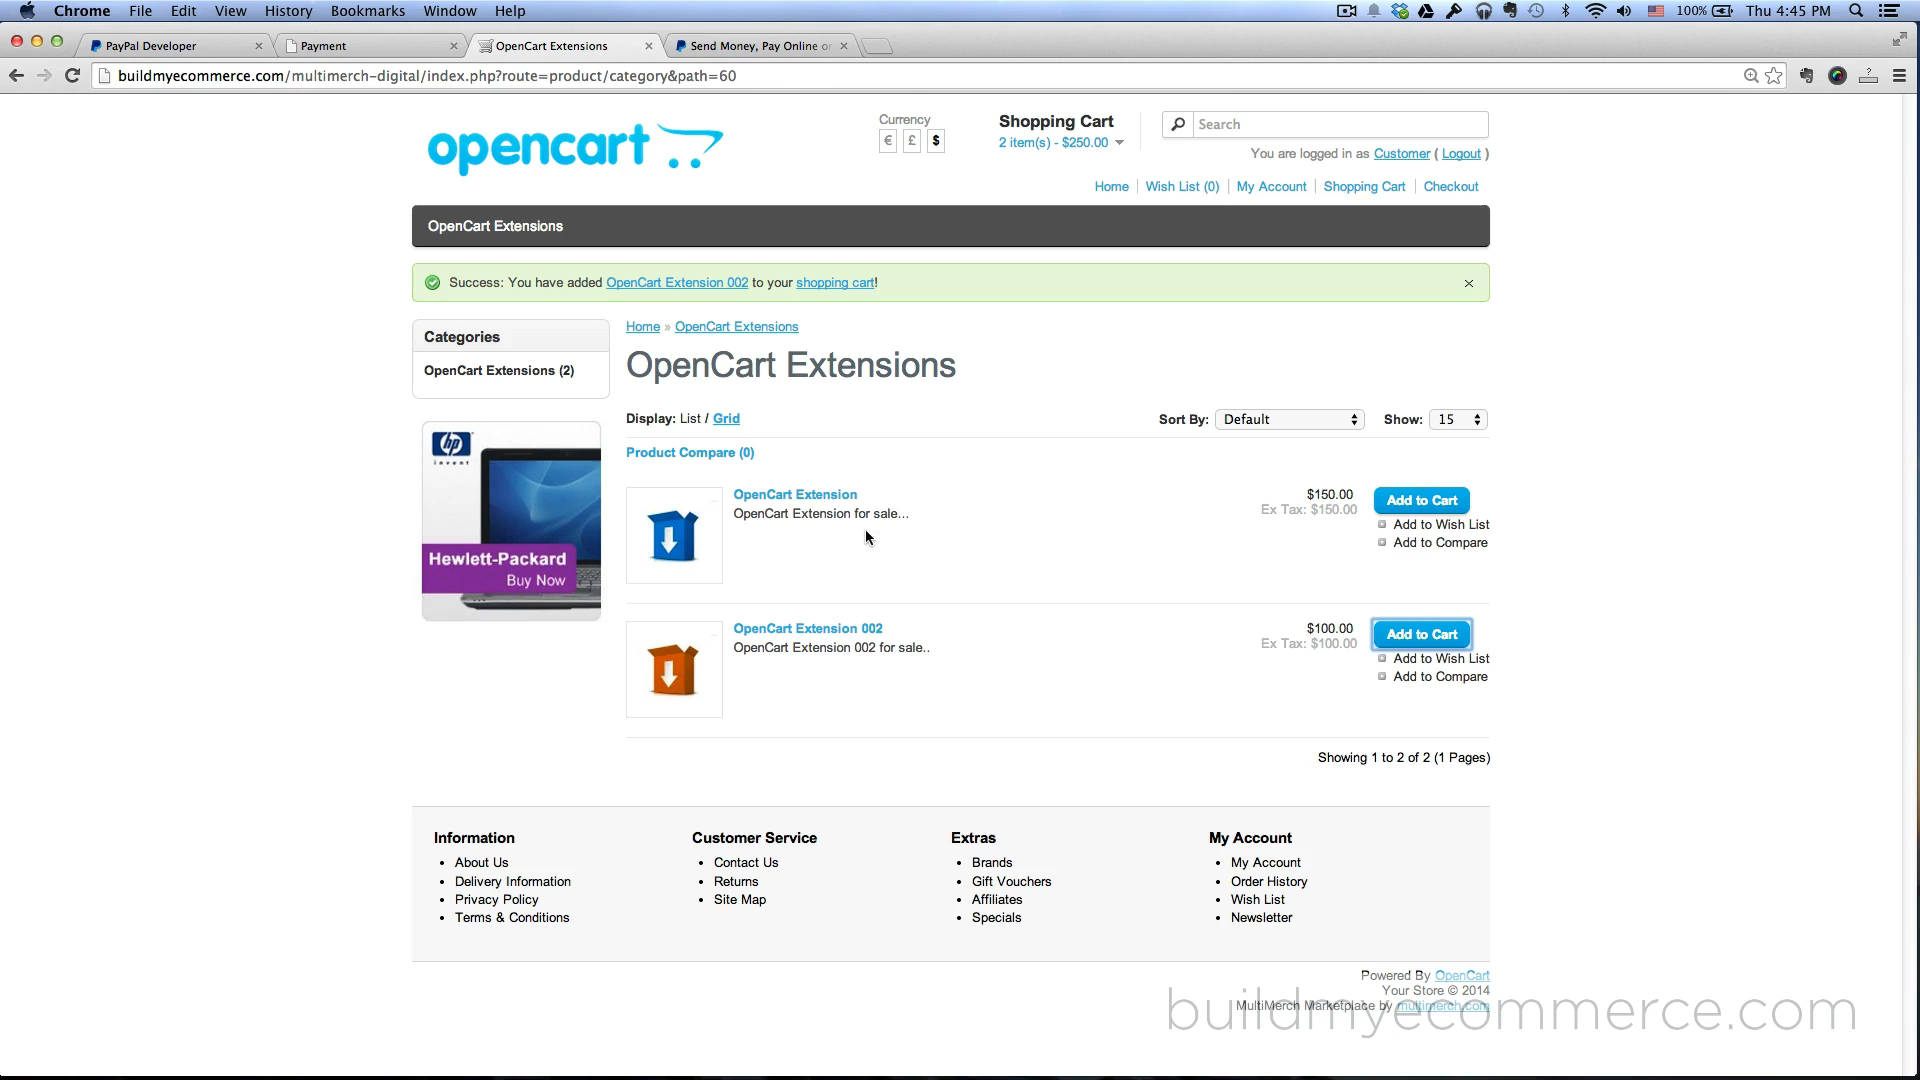 Chrome File Edit View History Bookmarks Window Help 100% Thu 4:45 PM
PayPal Developer Payment OpenCart Extensions Send Money, Pay Online or
buildmyecommerce.com/multimerch-digital/index.php?route=product/category&path=60
opencart
Currency
€ £ $
Shopping Cart
2 item(s) - $250.00
Search
You are logged in as Customer ( Logout )
Home Wish List (0) My Account Shopping Cart Checkout
OpenCart Extensions
Success: You have added OpenCart Extension 002 to your shopping cart!
Categories
OpenCart Extensions (2)
hp
invent
Hewlett-Packard
Buy Now
Home » OpenCart Extensions
OpenCart Extensions
Display: List / Grid
Sort By: Default Show: 15
Product Compare (0)
OpenCart Extension
OpenCart Extension for sale...
$150.00
Ex Tax: $150.00
Add to Cart
Add to Wish List
Add to Compare
OpenCart Extension 002
OpenCart Extension 002 for sale..
$100.00
Ex Tax: $100.00
Add to Cart
Add to Wish List
Add to Compare
Showing 1 to 2 of 2 (1 Pages)
Information
About Us
Delivery Information
Privacy Policy
Terms & Conditions
Customer Service
Contact Us
Returns
Site Map
Extras
Brands
Gift Vouchers
Affiliates
Specials
My Account
My Account
Order History
Wish List
Newsletter
Powered By OpenCart
Your Store © 2014
MultiMerch Marketplace by multimerch.com
buildmyecommerce.com